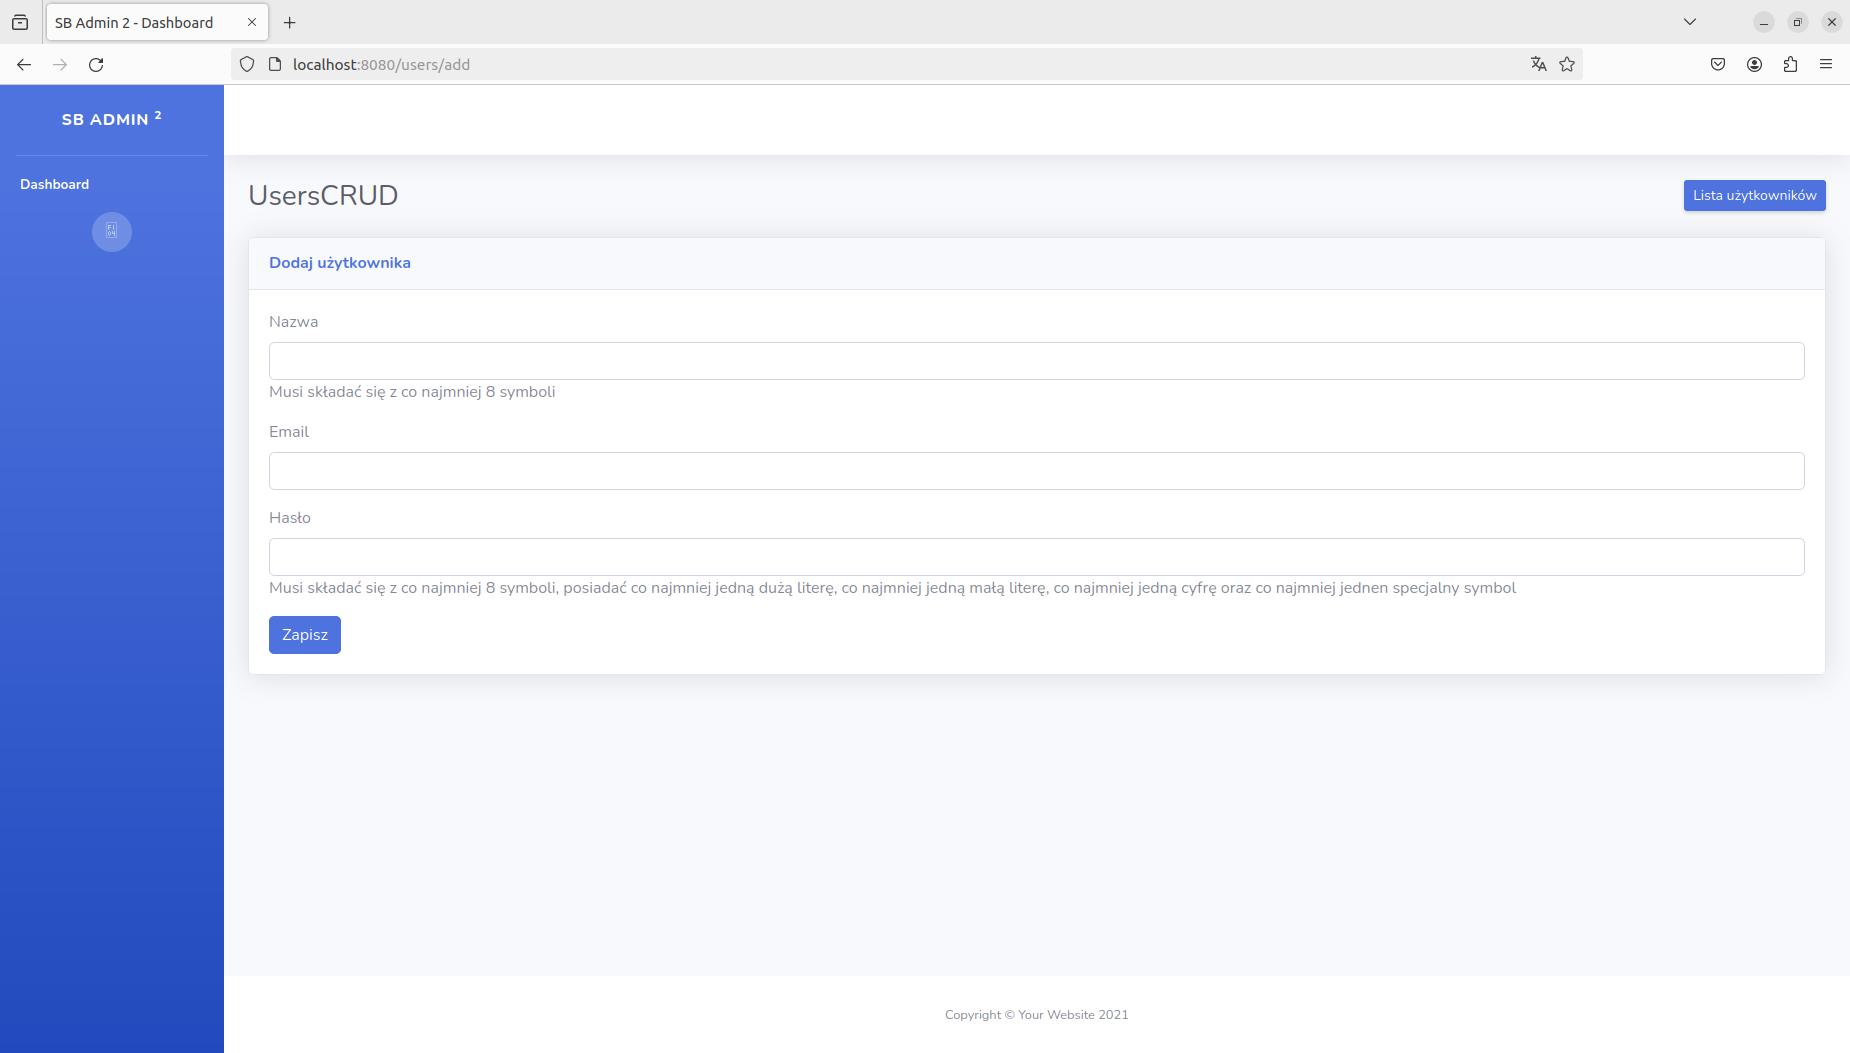 SB Admin 2 - Dashboard
localhost:8080/users/add
SB ADMIN 2
Dashboard
UsersCRUD
Lista użytkowników
Dodaj użytkownika
Nazwa
Musi składać się z co najmniej 8 symboli
Email
Hasło
Musi składać się z co najmniej 8 symboli, posiadać co najmniej jedną dużą literę, co najmniej jedną małą literę, co najmniej jedną cyfrę oraz co najmniej jednen specjalny symbol
Zapisz
Copyright © Your Website 2021